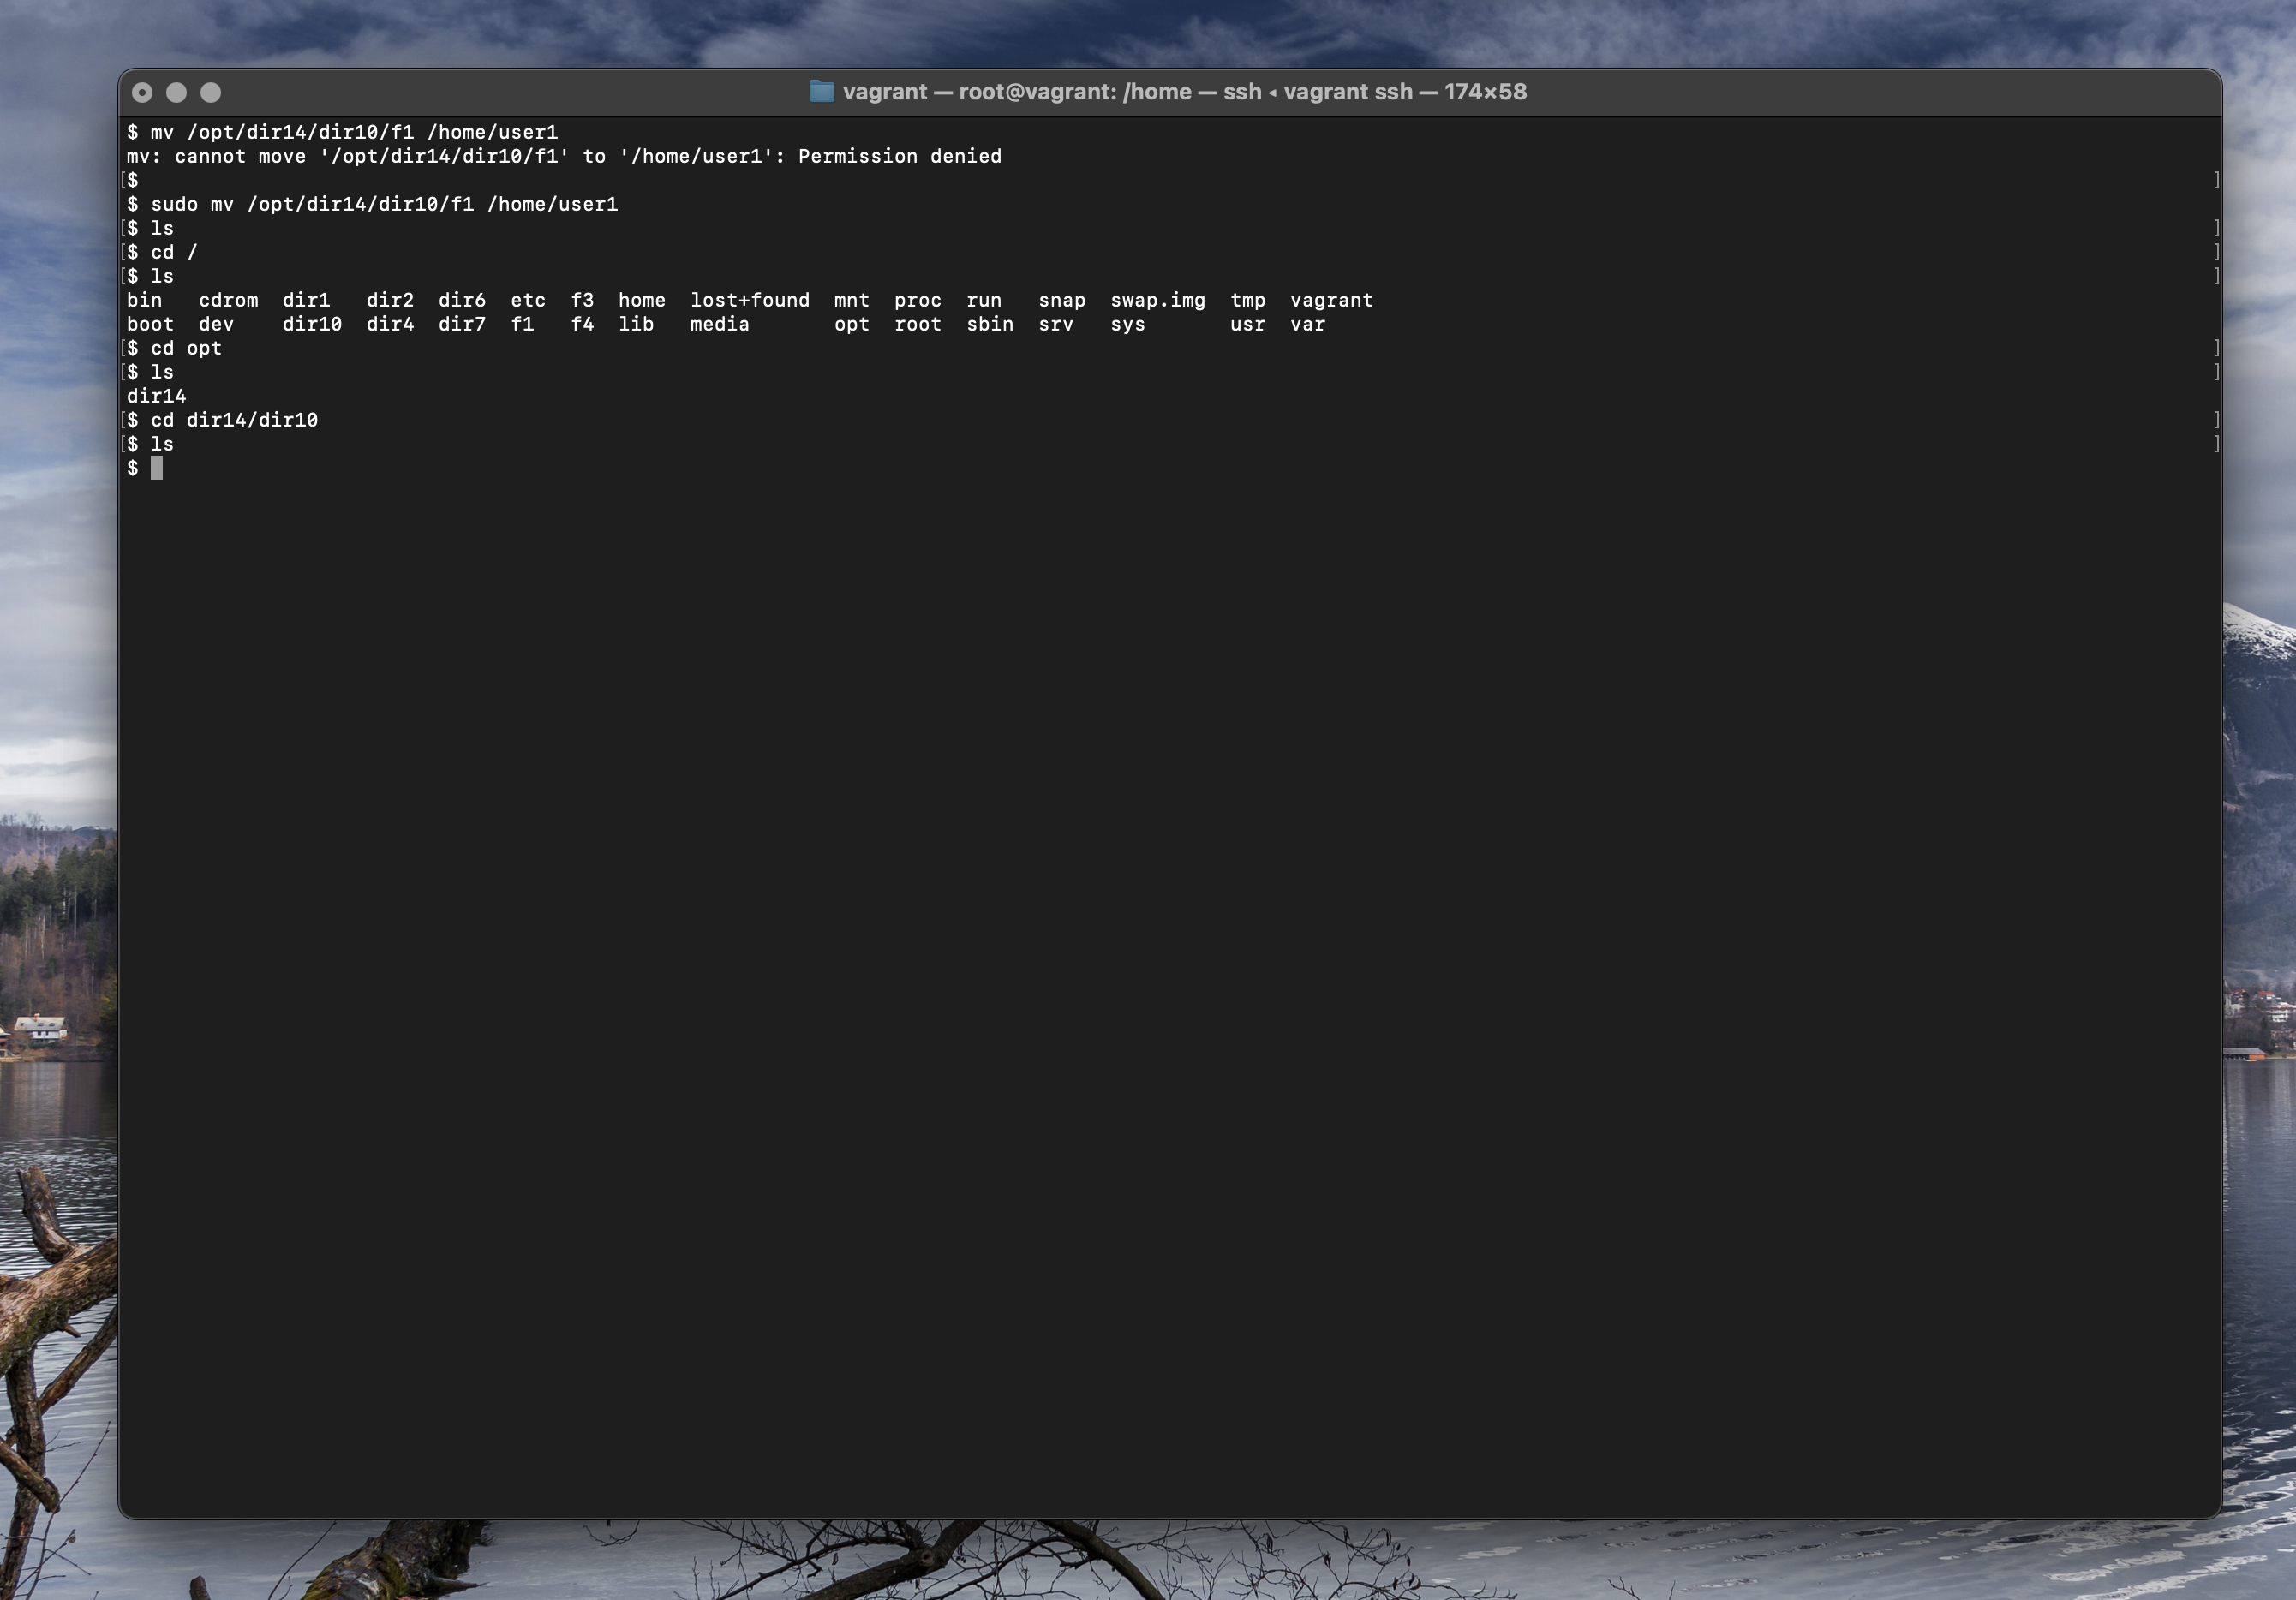 vagrant — root@vagrant: /home — ssh ◂ vagrant ssh — 174×58
$ mv /opt/dir14/dir10/f1 /home/user1
mv: cannot move '/opt/dir14/dir10/f1' to '/home/user1': Permission denied
[$ ]
$ sudo mv /opt/dir14/dir10/f1 /home/user1
[$ ls ]
[$ cd / ]
[$ ls ]
bin cdrom dir1 dir2 dir6 etc f3 home lost+found mnt proc run snap swap.img tmp vagrant
boot dev dir10 dir4 dir7 f1 f4 lib media opt root sbin srv sys usr var
[$ cd opt ]
[$ ls ]
dir14
[$ cd dir14/dir10 ]
[$ ls ]
$